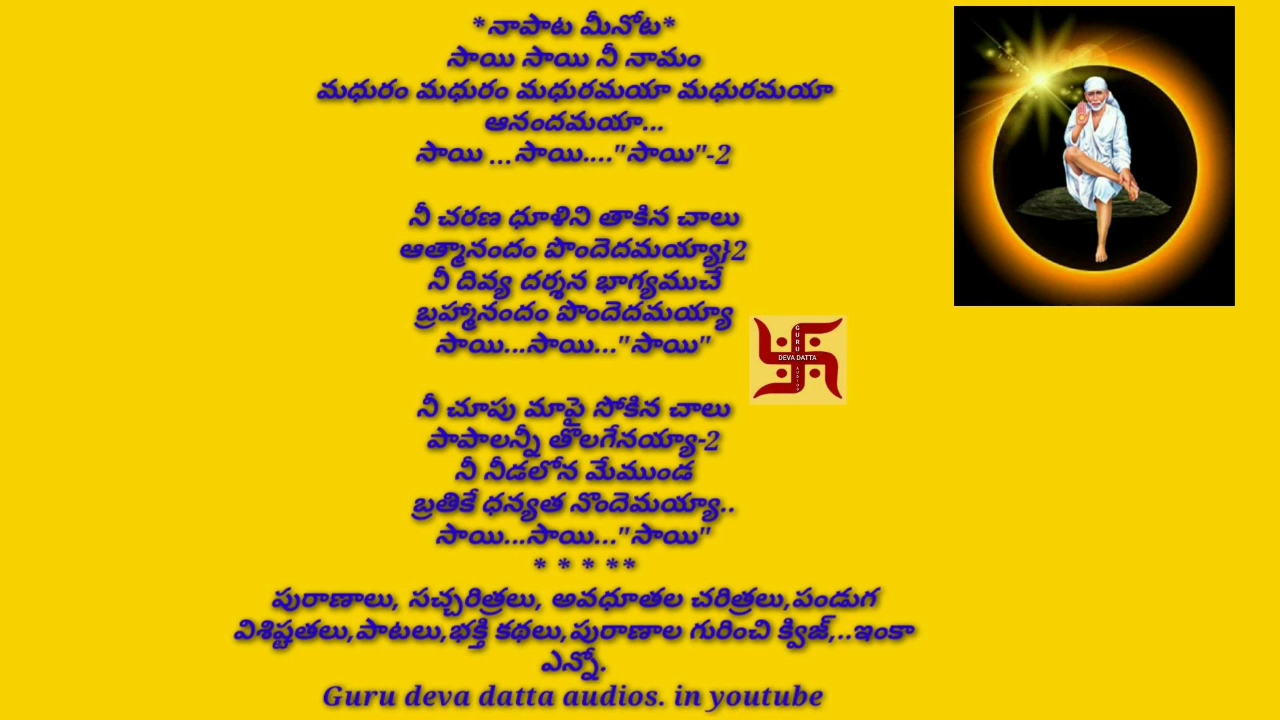 *నాపాట మీనోట*
సాయి సాయి నీ నామం
మధురం మధురం మధురమయా మధురమయా
ఆనందమయా...
సాయి ...సాయి...."సాయి"-2
నీ చరణ ధూళిని తాకిన చాలు
ఆత్మానందం పొందెదమయ్యా}2
నీ దివ్య దర్శన భాగ్యముచే
బ్రహ్మానందం పొందెదమయ్యా
సాయి...సాయి..."సాయి"
GURU
DEVA DATTA
AUDIOS
నీ చూపు మాపై సోకిన చాలు
పాపాలన్నీ తొలగేనయ్యా-2
నీ నీడలోన మేముండ
బ్రతికే ధన్యత నొందెమయ్యా..
సాయి...సాయి..."సాయి"
* * * **
పురాణాలు, సచ్చరిత్రలు, అవధూతల చరిత్రలు,పండుగ
విశిష్టతలు,పాటలు,భక్తి కథలు,పురాణాల గురించి క్విజ్,..ఇంకా
ఎన్నో.
Guru deva datta audios. in youtube